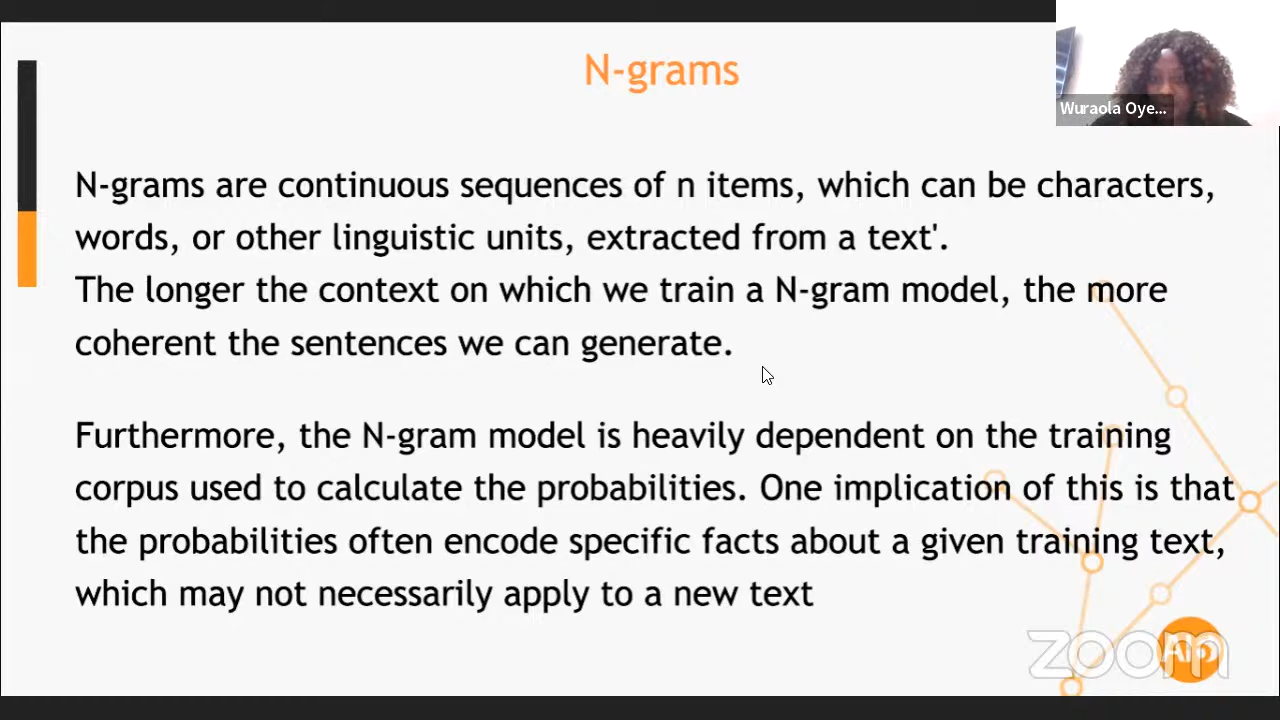 N-grams
Wuraola Oye...
N-grams are continuous sequences of n items, which can be characters,
words, or other linguistic units, extracted from a text'.
The longer the context on which we train a N-gram model, the more
coherent the sentences we can generate.
Furthermore, the N-gram model is heavily dependent on the training
corpus used to calculate the probabilities. One implication of this is that
the probabilities often encode specific facts about a given training text,
which may not necessarily apply to a new text
zoom